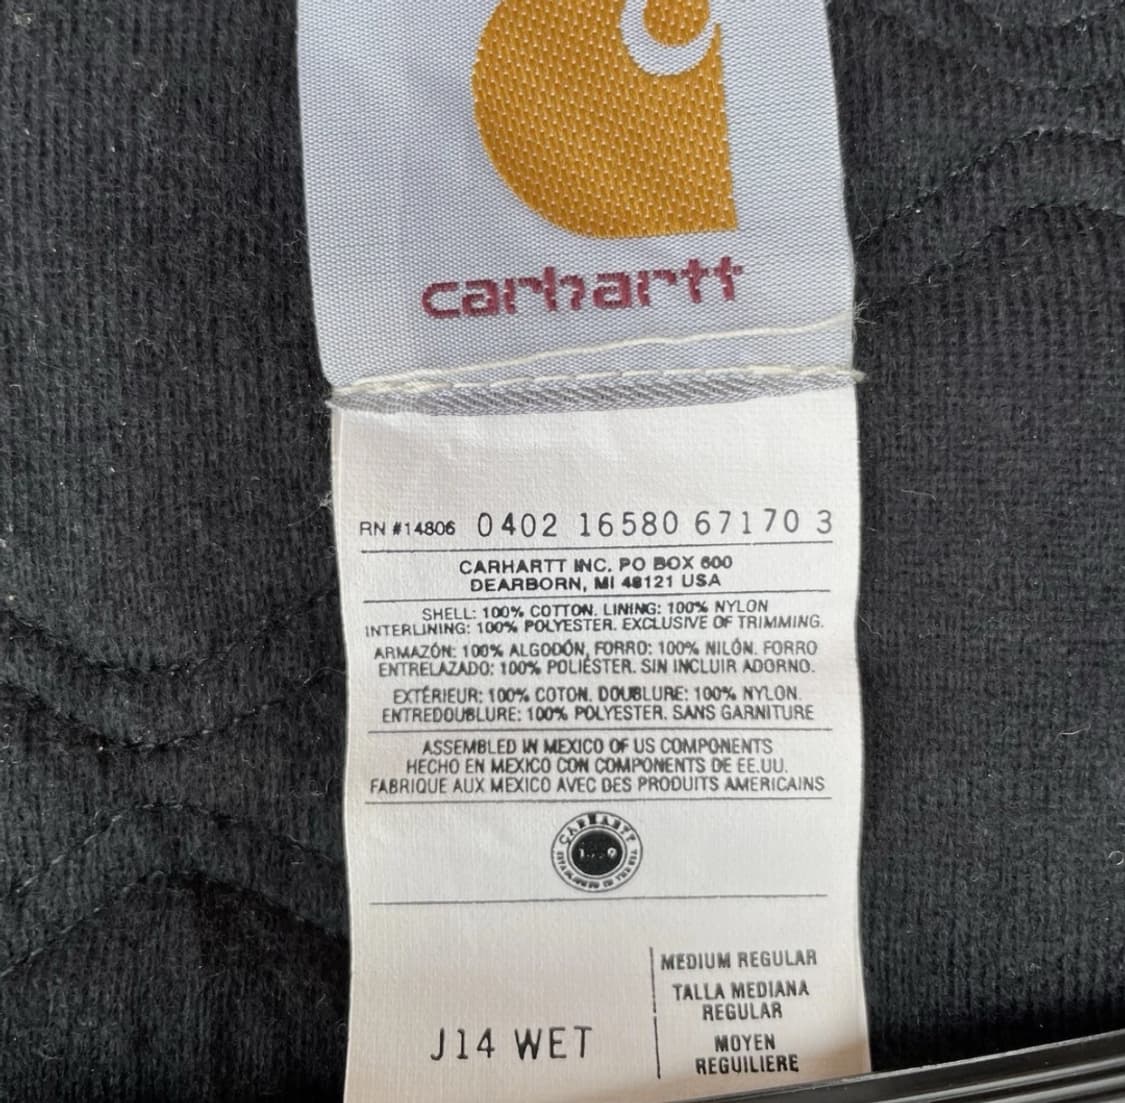 carhartt
RN #14806 0402 16580 67170 3
CARHARTT INC. PO BOX 600
DEARBORN, MI 48121 USA
SHELL: 100% COTTON. LINING: 100% NYLON
INTERLINING: 100% POLYESTER. EXCLUSIVE OF TRIMMING.
ARMAZÓN: 100% ALGODÓN, FORRO: 100% NILÓN. FORRO
ENTRELAZADO: 100% POLIÉSTER. SIN INCLUIR ADORNO.
EXTÉRIEUR: 100% COTON. DOUBLURE: 100% NYLON.
ENTREDOUBLURE: 100% POLYESTER. SANS GARNITURE
ASSEMBLED IN MEXICO OF US COMPONENTS
HECHO EN MEXICO CON COMPONENTS DE EE.UU.
FABRIQUE AUX MEXICO AVEC DES PRODUITS AMERICAINS
CARHARTT
J14 WET
MEDIUM REGULAR
TALLA MEDIANA
REGULAR
MOYEN
REGUILIERE